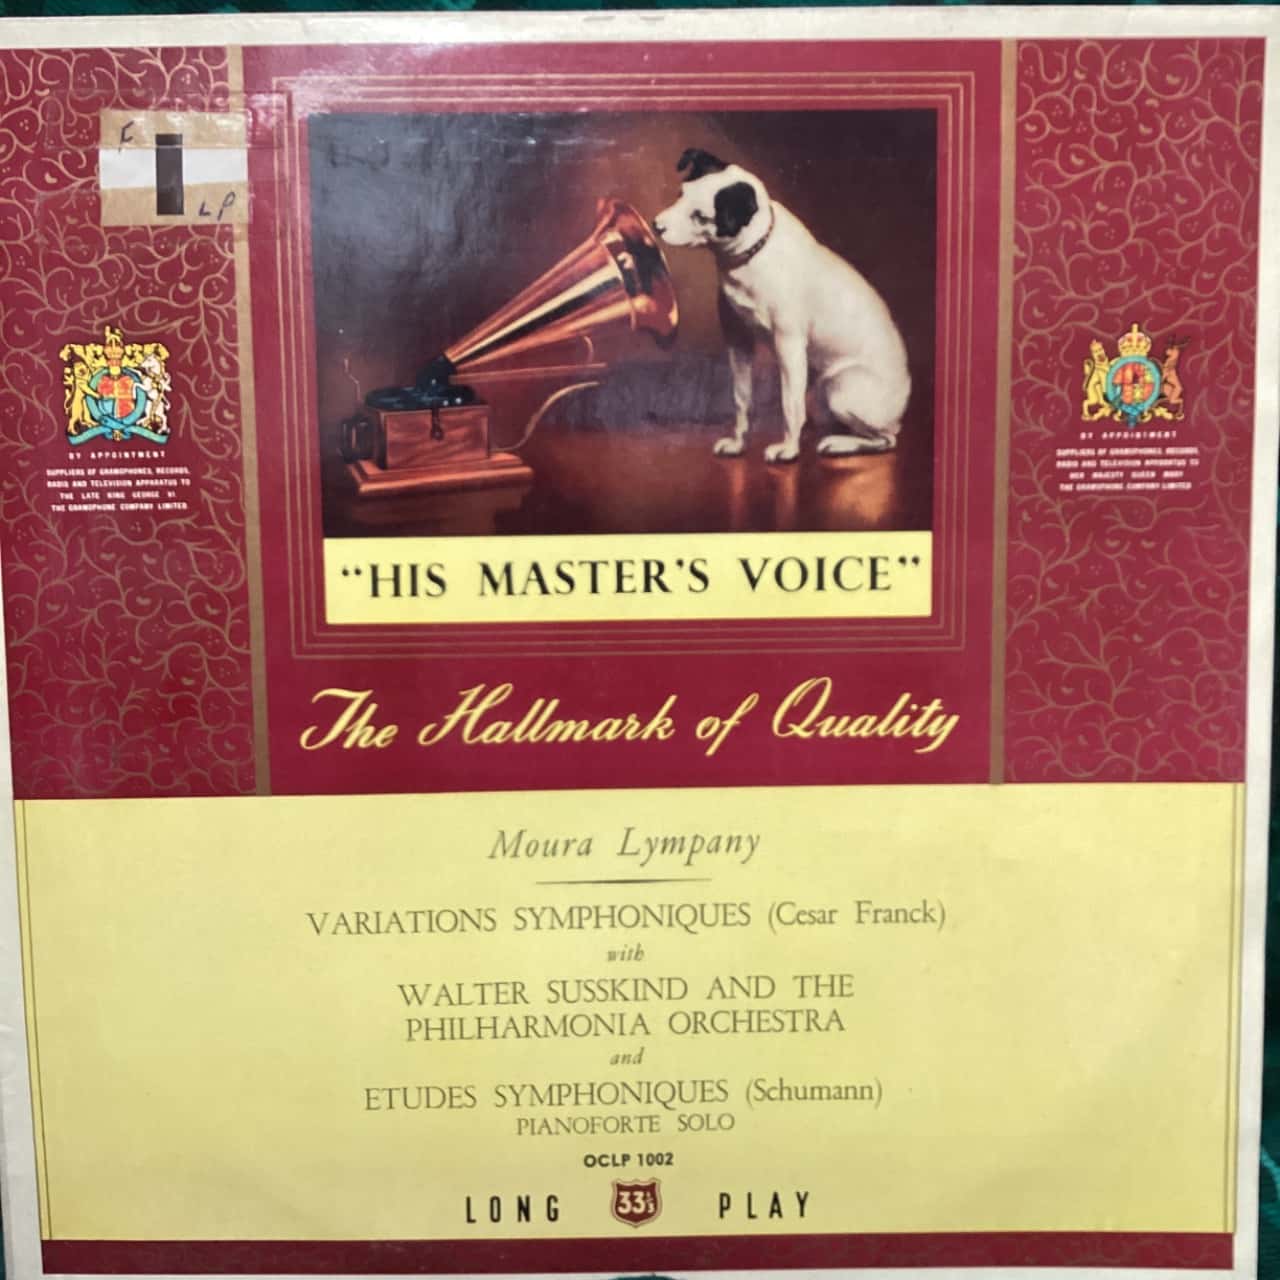 F
LP
"HIS MASTER'S VOICE"
BY APPOINTMENT
SUPPLIERS OF GRAMOPHONES, RECORDS,
RADIO AND TELEVISION APPARATUS TO
THE LATE KING GEORGE VI
THE GRAMOPHONE COMPANY LIMITED
BY APPOINTMENT
SUPPLIERS OF GRAMOPHONES, RECORDS,
RADIO AND TELEVISION APPARATUS TO
HER MAJESTY QUEEN MARY
THE GRAMOPHONE COMPANY LIMITED
The Hallmark of Quality
Moura Lympany
VARIATIONS SYMPHONIQUES (Cesar Franck)
with
WALTER SUSSKIND AND THE
PHILHARMONIA ORCHESTRA
and
ETUDES SYMPHONIQUES (Schumann)
PIANOFORTE SOLO
OCLP 1002
LONG 33⅓ PLAY